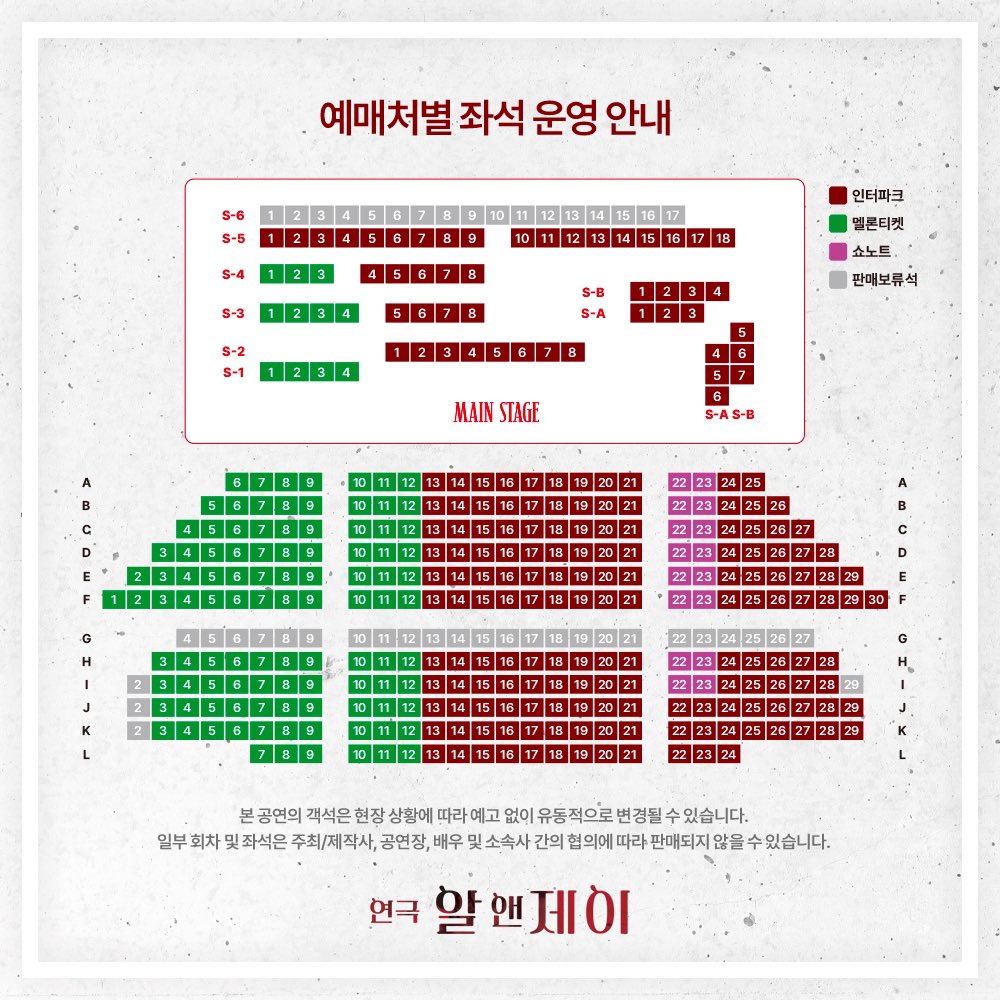 예매처별 좌석 운영 안내
인터파크
멜론티켓
쇼노트
판매보류석
S-6 1 2 3 4 5 6 7 8 9 10 11 12 13 14 15 16 17
S-5 1 2 3 4 5 6 7 8 9 10 11 12 13 14 15 16 17 18
S-4 1 2 3 4 5 6 7 8
S-B 1 2 3 4
S-3 1 2 3 4 5 6 7 8 S-A 1 2 3
5
S-2 1 2 3 4 5 6 7 8 4 6
S-1 1 2 3 4 5 7
6
MAIN STAGE S-A S-B
A 6 7 8 9 10 11 12 13 14 15 16 17 18 19 20 21 22 23 24 25 A
B 5 6 7 8 9 10 11 12 13 14 15 16 17 18 19 20 21 22 23 24 25 26 B
C 4 5 6 7 8 9 10 11 12 13 14 15 16 17 18 19 20 21 22 23 24 25 26 27 C
D 3 4 5 6 7 8 9 10 11 12 13 14 15 16 17 18 19 20 21 22 23 24 25 26 27 28 D
E 2 3 4 5 6 7 8 9 10 11 12 13 14 15 16 17 18 19 20 21 22 23 24 25 26 27 28 29 E
F 1 2 3 4 5 6 7 8 9 10 11 12 13 14 15 16 17 18 19 20 21 22 23 24 25 26 27 28 29 30 F
G 4 5 6 7 8 9 10 11 12 13 14 15 16 17 18 19 20 21 22 23 24 25 26 27 G
H 3 4 5 6 7 8 9 10 11 12 13 14 15 16 17 18 19 20 21 22 23 24 25 26 27 28 H
I 2 3 4 5 6 7 8 9 10 11 12 13 14 15 16 17 18 19 20 21 22 23 24 25 26 27 28 29 I
J 2 3 4 5 6 7 8 9 10 11 12 13 14 15 16 17 18 19 20 21 22 23 24 25 26 27 28 29 J
K 2 3 4 5 6 7 8 9 10 11 12 13 14 15 16 17 18 19 20 21 22 23 24 25 26 27 28 29 K
L 7 8 9 10 11 12 13 14 15 16 17 18 19 20 21 22 23 24 L
본 공연의 객석은 현장 상황에 따라 예고 없이 유동적으로 변경될 수 있습니다.
일부 회차 및 좌석은 주최/제작사, 공연장, 배우 및 소속사 간의 협의에 따라 판매되지 않을 수 있습니다.
연극 알 앤 제이